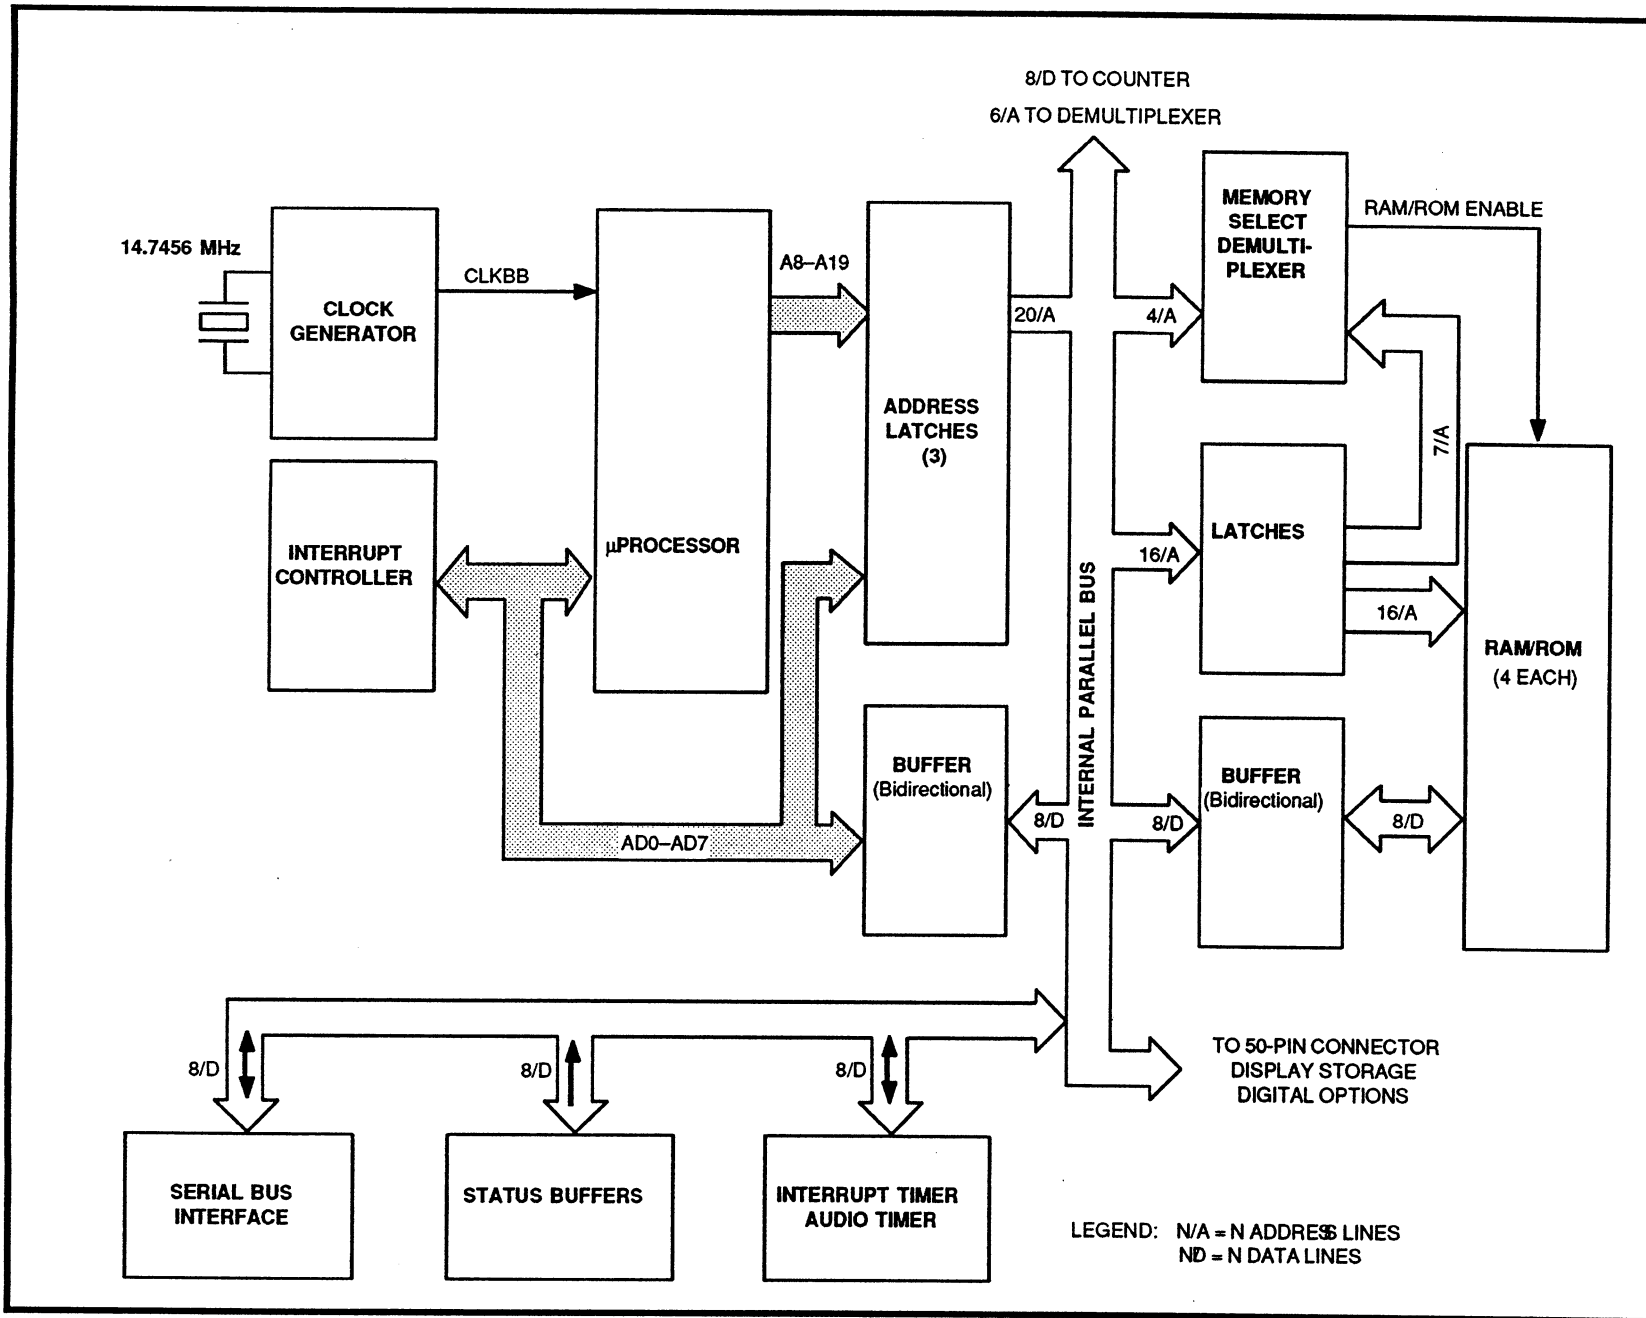 8/D TO COUNTER
6/A TO DEMULTIPLEXER
14.7456 MHz
CLOCK
GENERATOR
CLKBB
A8–A19
20/A
4/A
MEMORY
SELECT
DEMULTI-
PLEXER
RAM/ROM ENABLE
ADDRESS
LATCHES
(3)
7/A
INTERRUPT
CONTROLLER
µPROCESSOR
LATCHES
16/A
16/A
INTERNAL PARALLEL BUS
RAM/ROM
(4 EACH)
BUFFER
(Bidirectional)
BUFFER
(Bidirectional)
8/D
8/D
8/D
AD0–AD7
TO 50-PIN CONNECTOR
DISPLAY STORAGE
DIGITAL OPTIONS
8/D
8/D
8/D
SERIAL BUS
INTERFACE
STATUS BUFFERS
INTERRUPT TIMER
AUDIO TIMER
LEGEND: N/A = N ADDRESS LINES
N/D = N DATA LINES